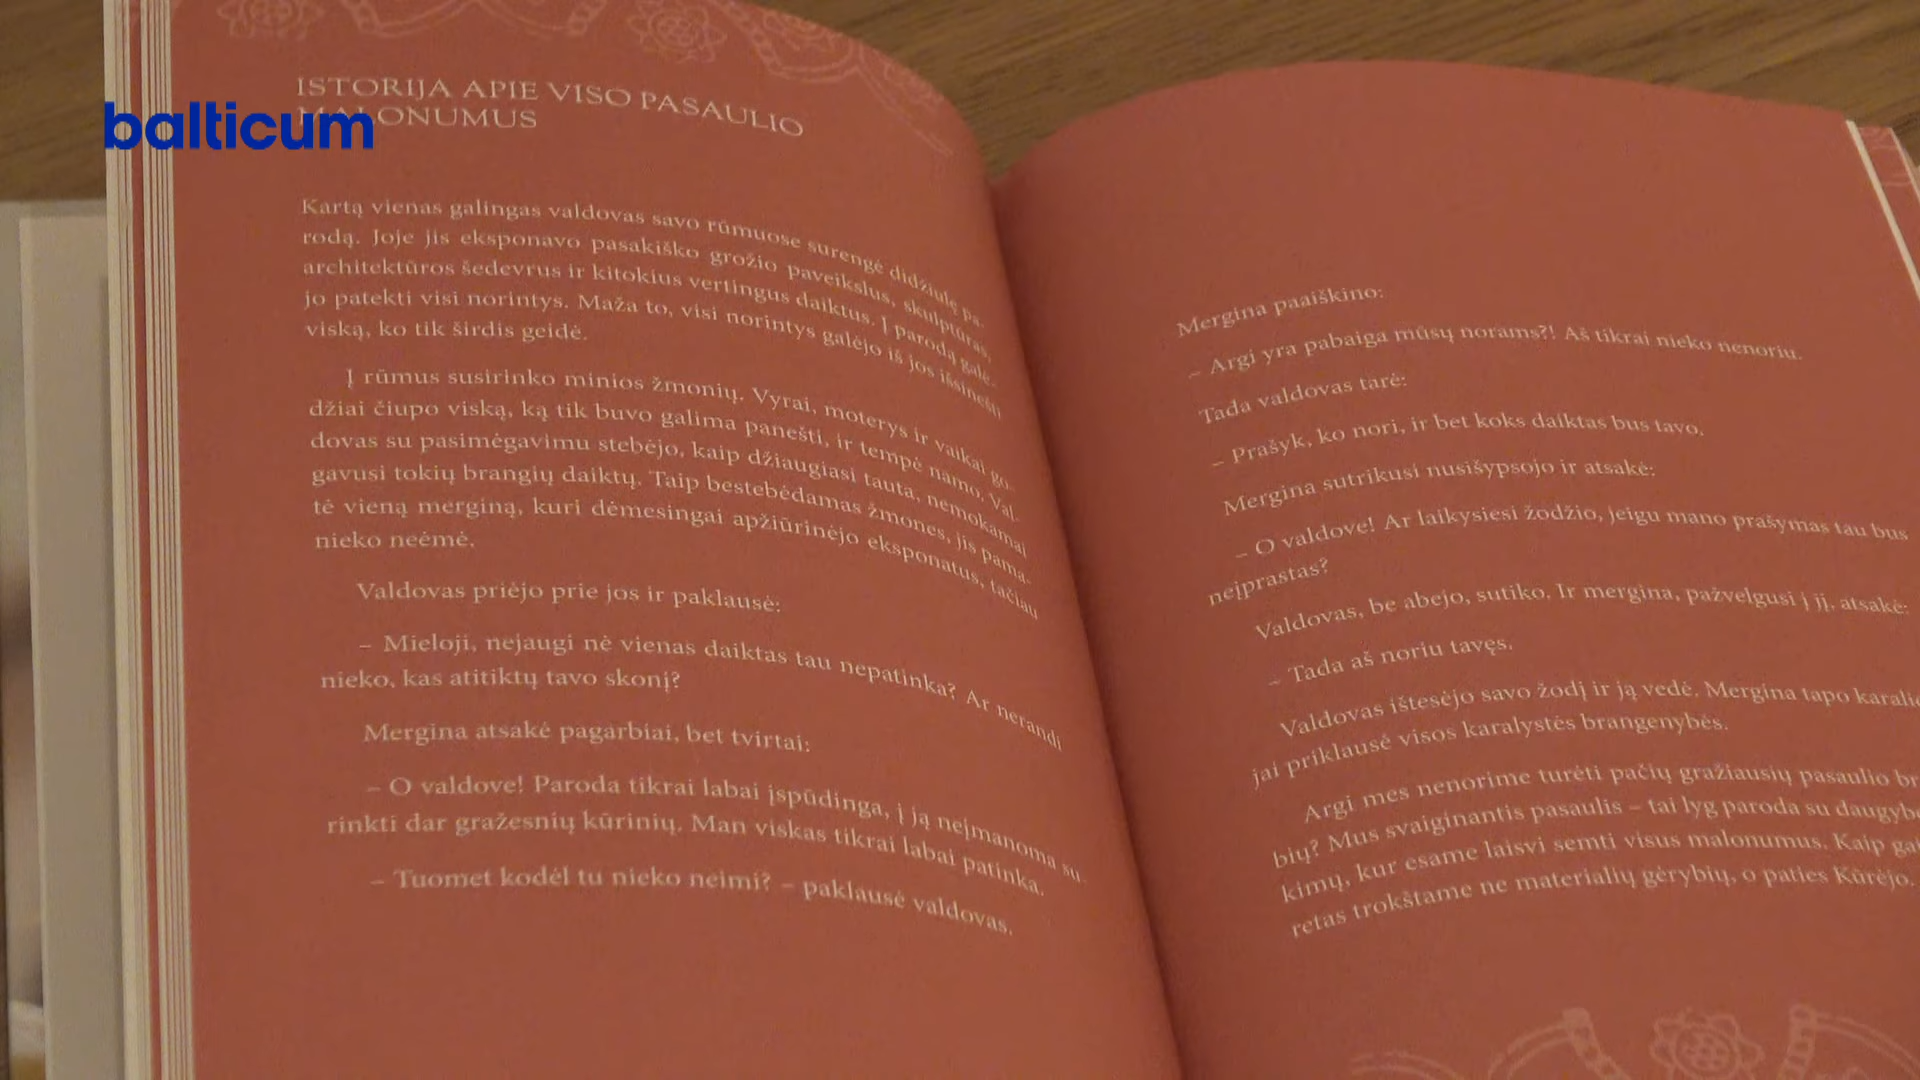 balticum
ISTORIJA APIE VISO PASAULIO
MALONUMUS
Kartą vienas galingas valdovas savo rūmuose surengė didžiulę pa-
rodą. Joje jis eksponavo pasakiško grožio paveikslus, skulptūras,
architektūros šedevrus ir kitokius vertingus daiktus. Į parodą galė-
jo patekti visi norintys. Maža to, visi norintys galėjo iš jos išsinešti
viską, ko tik širdis geidė.
Į rūmus susirinko minios žmonių. Vyrai, moterys ir vaikai go-
džiai čiupo viską, ką tik buvo galima panešti, ir tempė namo. Val-
dovas su pasimėgavimu stebėjo, kaip džiaugiasi tauta, nemokamai
gavusi tokių brangių daiktų. Taip bestebėdamas žmones, jis pama-
tė vieną merginą, kuri dėmesingai apžiūrinėjo eksponatus, tačiau
nieko neėmė.
Valdovas priėjo prie jos ir paklausė:
– Mieloji, nejaugi nė vienas daiktas tau nepatinka? Ar nerandi
nieko, kas atitiktų tavo skonį?
Mergina atsakė pagarbiai, bet tvirtai:
– O valdove! Paroda tikrai labai įspūdinga, į ją neįmanoma su-
rinkti dar gražesnių kūrinių. Man viskas tikrai labai patinka.
– Tuomet kodėl tu nieko neimi? – paklausė valdovas.
Mergina paaiškino:
– Argi yra pabaiga mūsų norams?! Aš tikrai nieko nenoriu.
Tada valdovas tarė:
– Prašyk, ko nori, ir bet koks daiktas bus tavo.
Mergina sutrikusi nusišypsojo ir atsakė:
– O valdove! Ar laikysiesi žodžio, jeigu mano prašymas tau bus
neįprastas?
Valdovas, be abejo, sutiko. Ir mergina, pažvelgusi į jį, atsakė:
– Tada aš noriu tavęs.
Valdovas ištesėjo savo žodį ir ją vedė. Mergina tapo
jai priklausė visos karalystės brangenybės.
Argi mes nenorime turėti pačių gražiausių pasaulio
bių? Mus svaiginantis pasaulis – tai lyg paroda su
kimų, kur esame laisvi semti visus malonumus. Kaip
retas trokštame ne materialių gėrybių, o paties Kūrėjo.